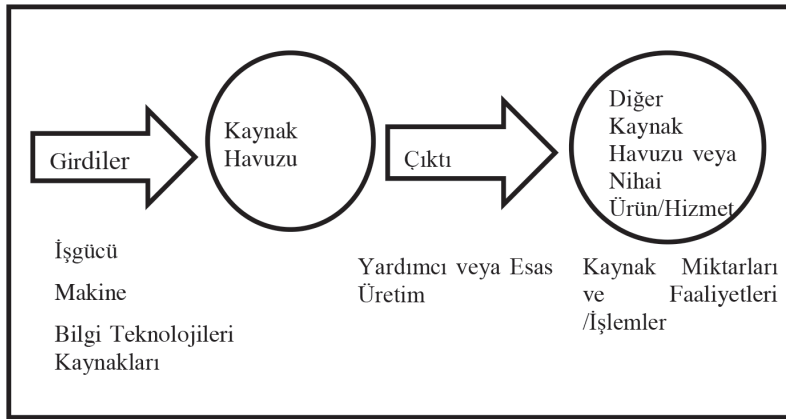 Girdiler
Kaynak
Havuzu
Çıktı
Diğer
Kaynak
Havuzu veya
Nihai
Ürün/Hizmet
İşgücü
Makine
Bilgi Teknolojileri
Kaynakları
Yardımcı veya Esas
Üretim
Kaynak Miktarları
ve Faaliyetleri
/İşlemler